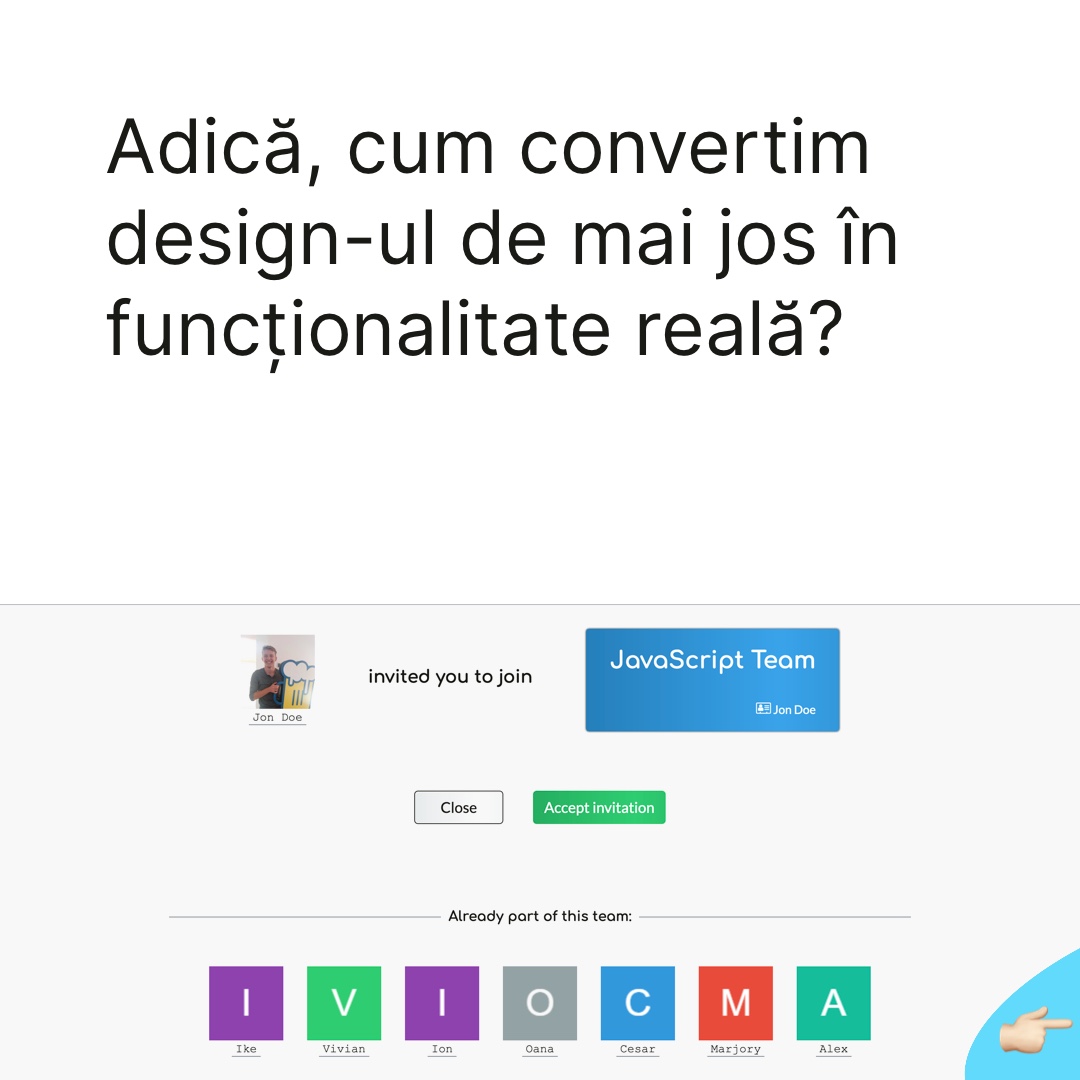 Adică, cum convertim
design-ul de mai jos în
funcționalitate reală?
Jon Doe
invited you to join
JavaScript Team
Jon Doe
Close
Accept invitation
Already part of this team:
I V I O C M A
Ike Vivian Ion Oana Cesar Marjory Alex